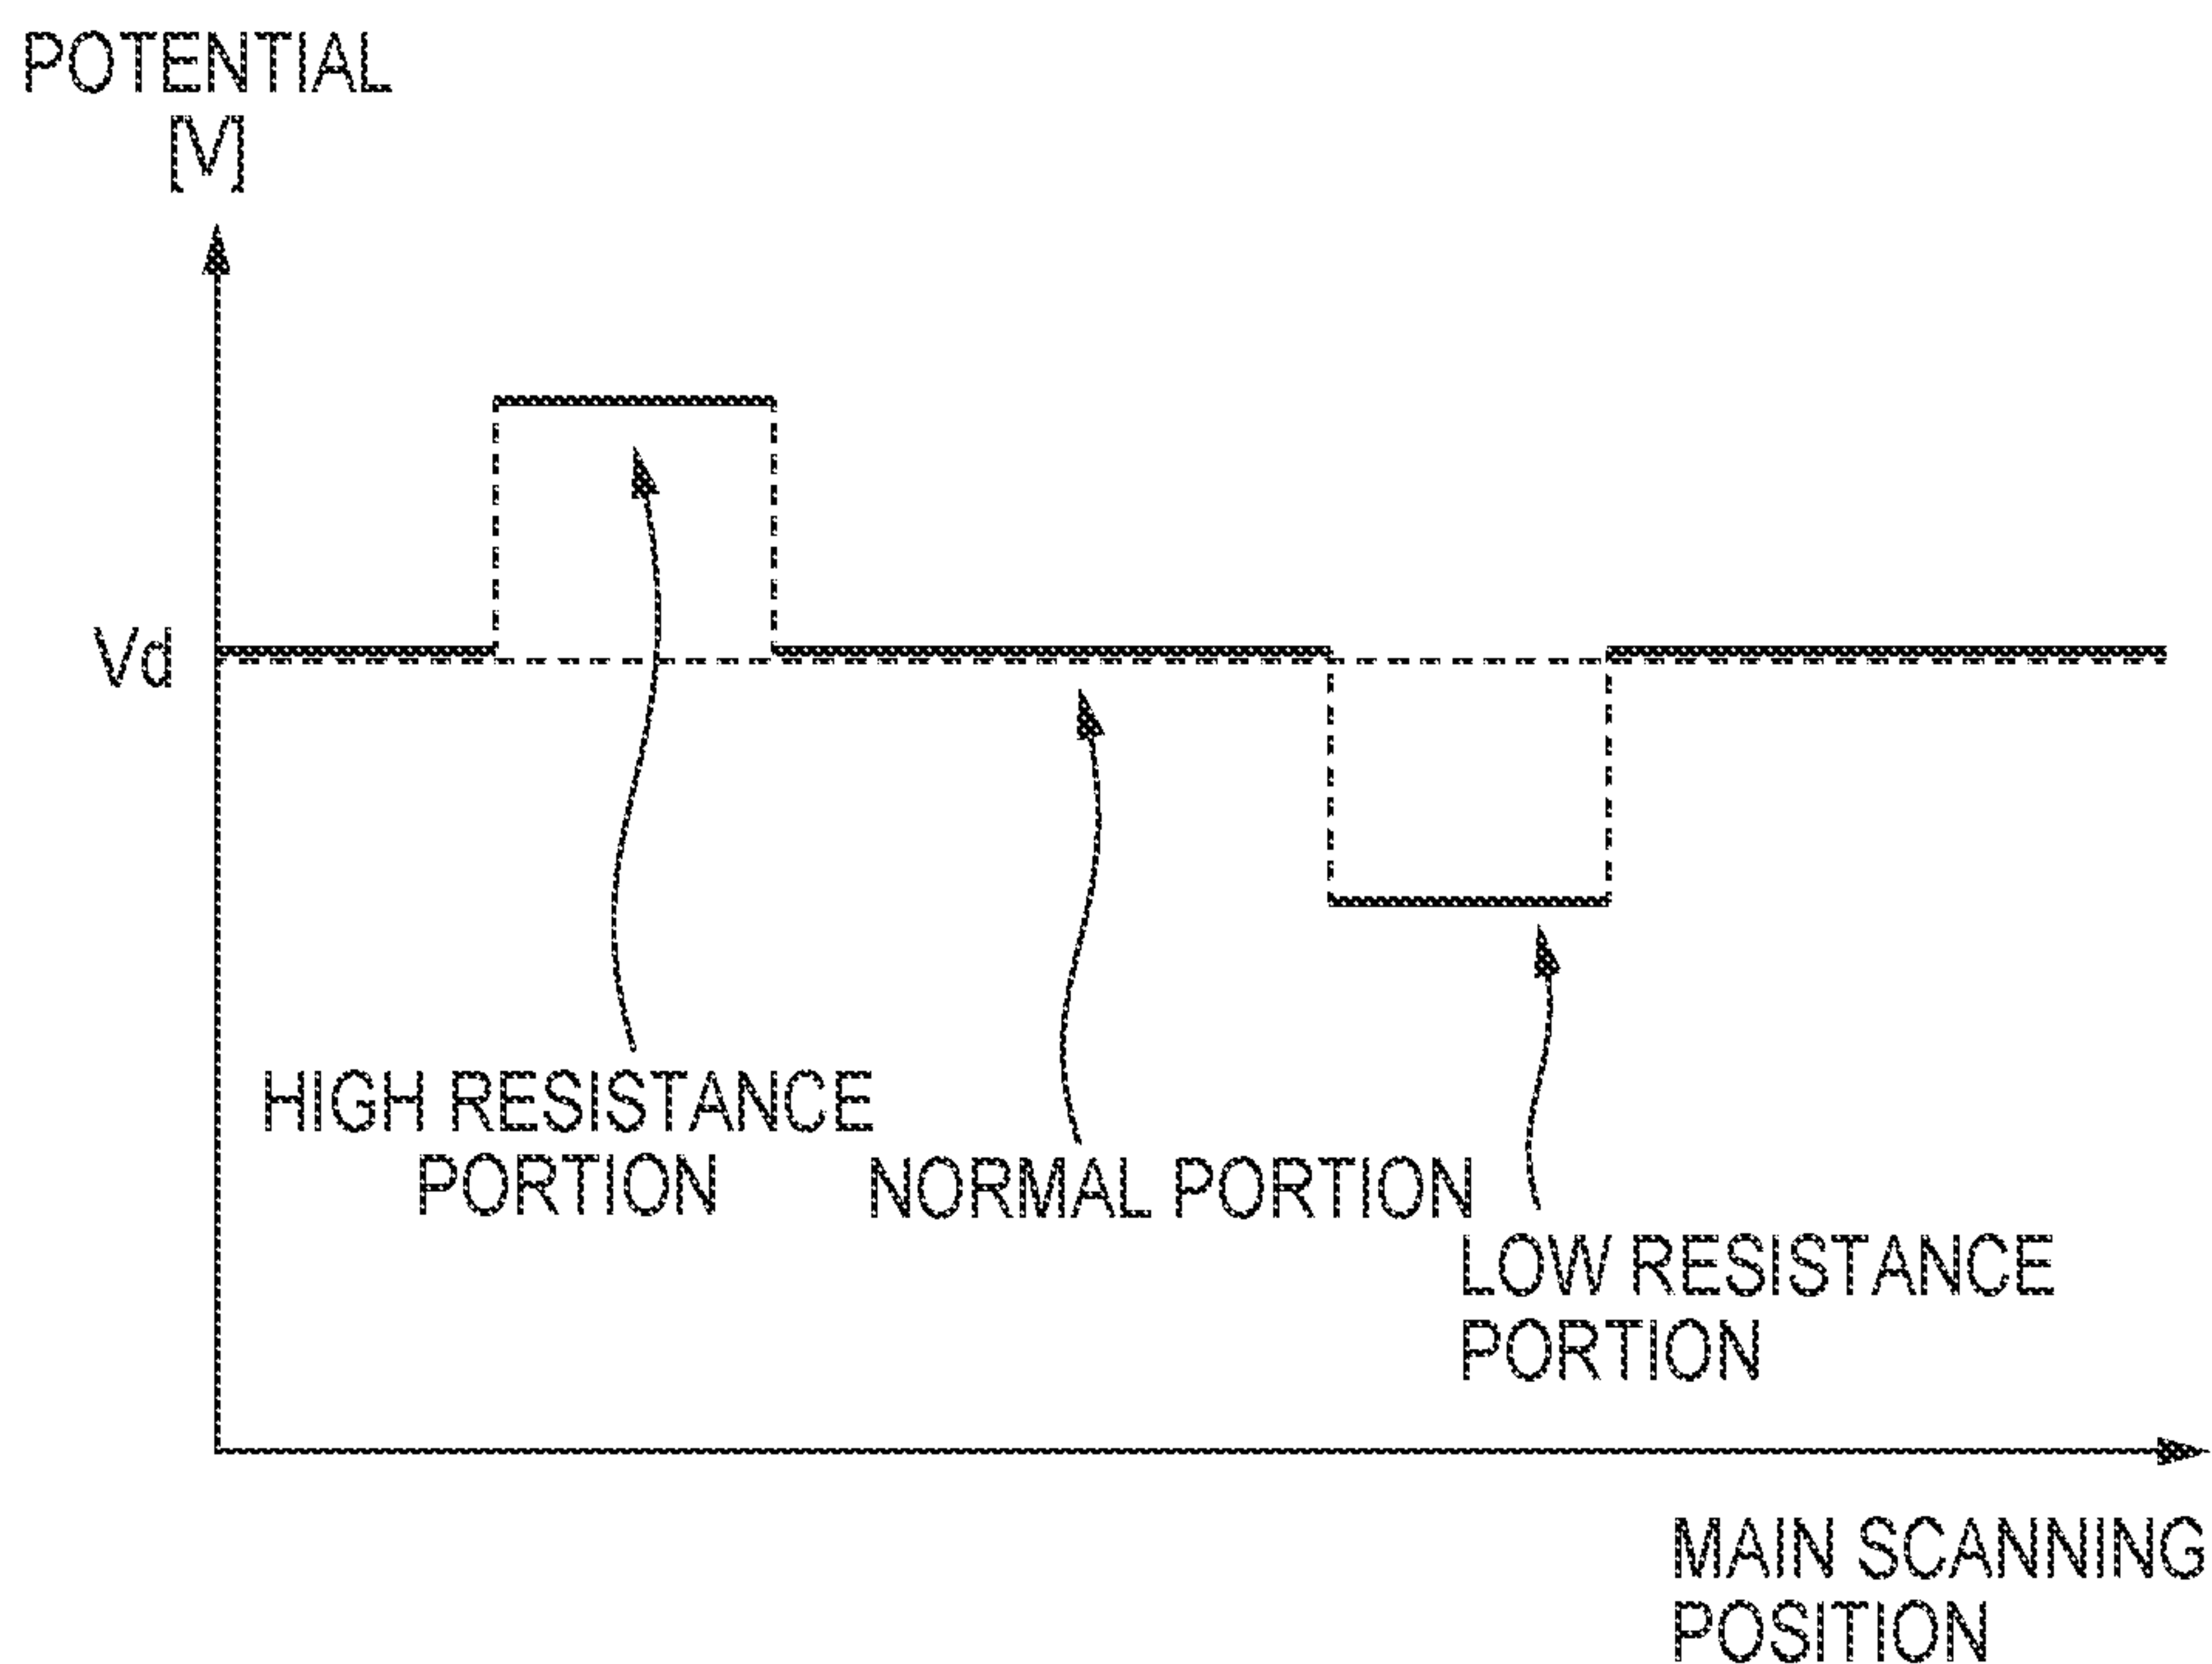 POTENTIAL
[V]
Vd
HIGH RESISTANCE
PORTION
NORMAL PORTION
LOW RESISTANCE
PORTION
MAIN SCANNING
POSITION